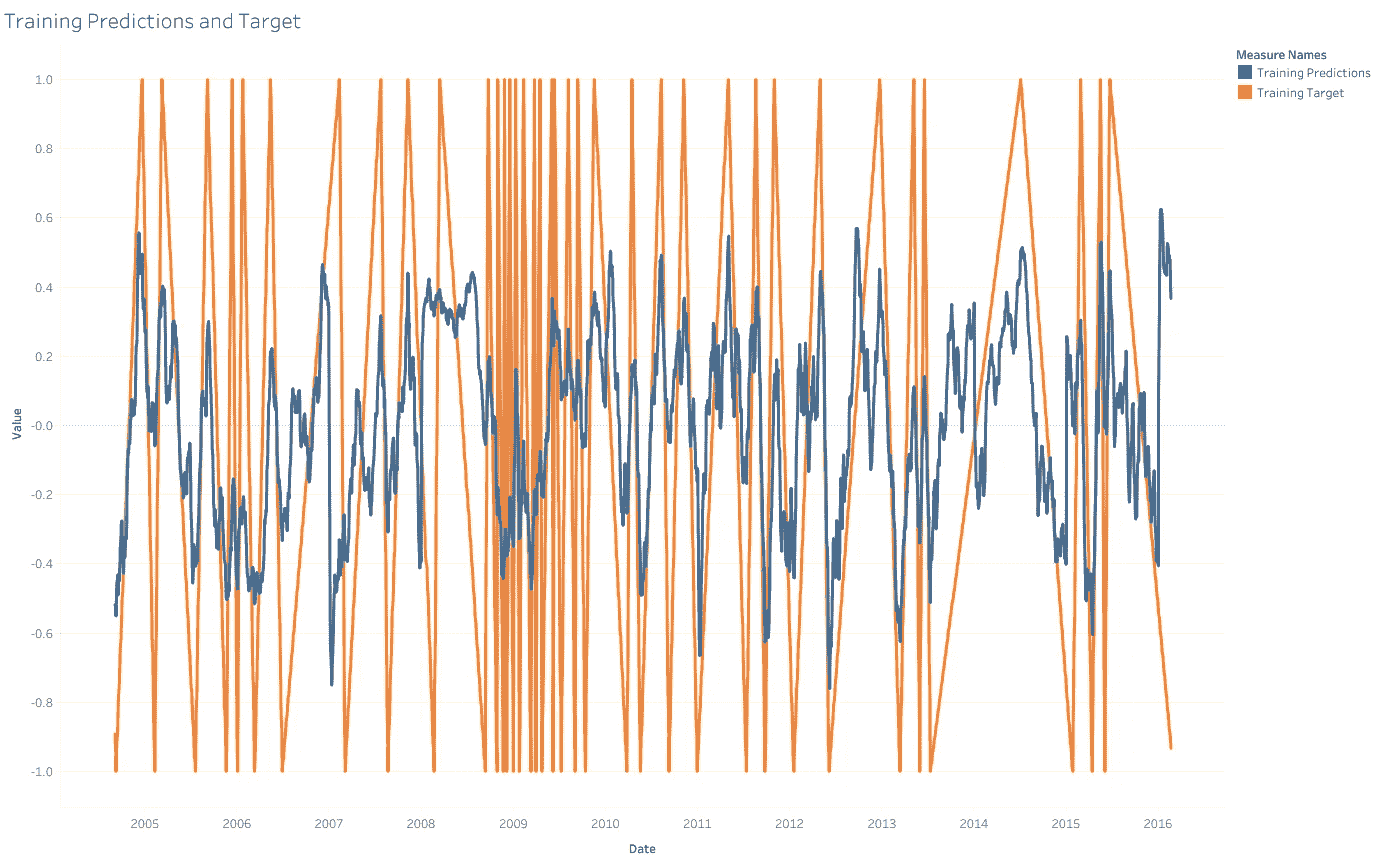 Training Predictions and Target
Measure Names
Training Predictions
Training Target
1.0
0.8
0.6
0.4
0.2
-0.0
-0.2
-0.4
-0.6
-0.8
-1.0
Value
2005 2006 2007 2008 2009 2010 2011 2012 2013 2014 2015 2016
Date